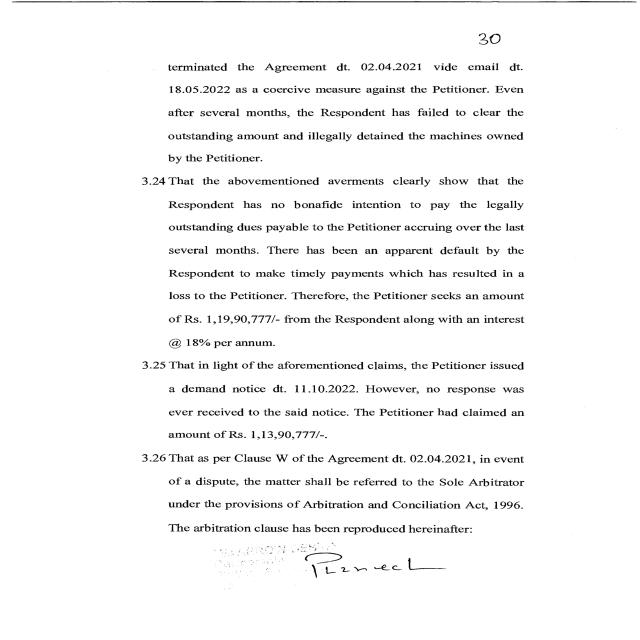 30
terminated the Agreement dt. 02.04.2021 vide email dt.
18.05.2022 as a coercive measure against the Petitioner. Even
after several months, the Respondent has failed to clear the
outstanding amount and illegally detained the machines owned
by the Petitioner.
3.24 That the abovementioned averments clearly show that the
Respondent has no bonafide intention to pay the legally
outstanding dues payable to the Petitioner accruing over the last
several months. There has been an apparent default by the
Respondent to make timely payments which has resulted in a
loss to the Petitioner. Therefore, the Petitioner seeks an amount
of Rs. 1,19,90,777/- from the Respondent along with an interest
@ 18% per annum.
3.25 That in light of the aforementioned claims, the Petitioner issued
a demand notice dt. 11.10.2022. However, no response was
ever received to the said notice. The Petitioner had claimed an
amount of Rs. 1,13,90,777/-.
3.26 That as per Clause W of the Agreement dt. 02.04.2021, in event
of a dispute, the matter shall be referred to the Sole Arbitrator
under the provisions of Arbitration and Conciliation Act, 1996.
The arbitration clause has been reproduced hereinafter: